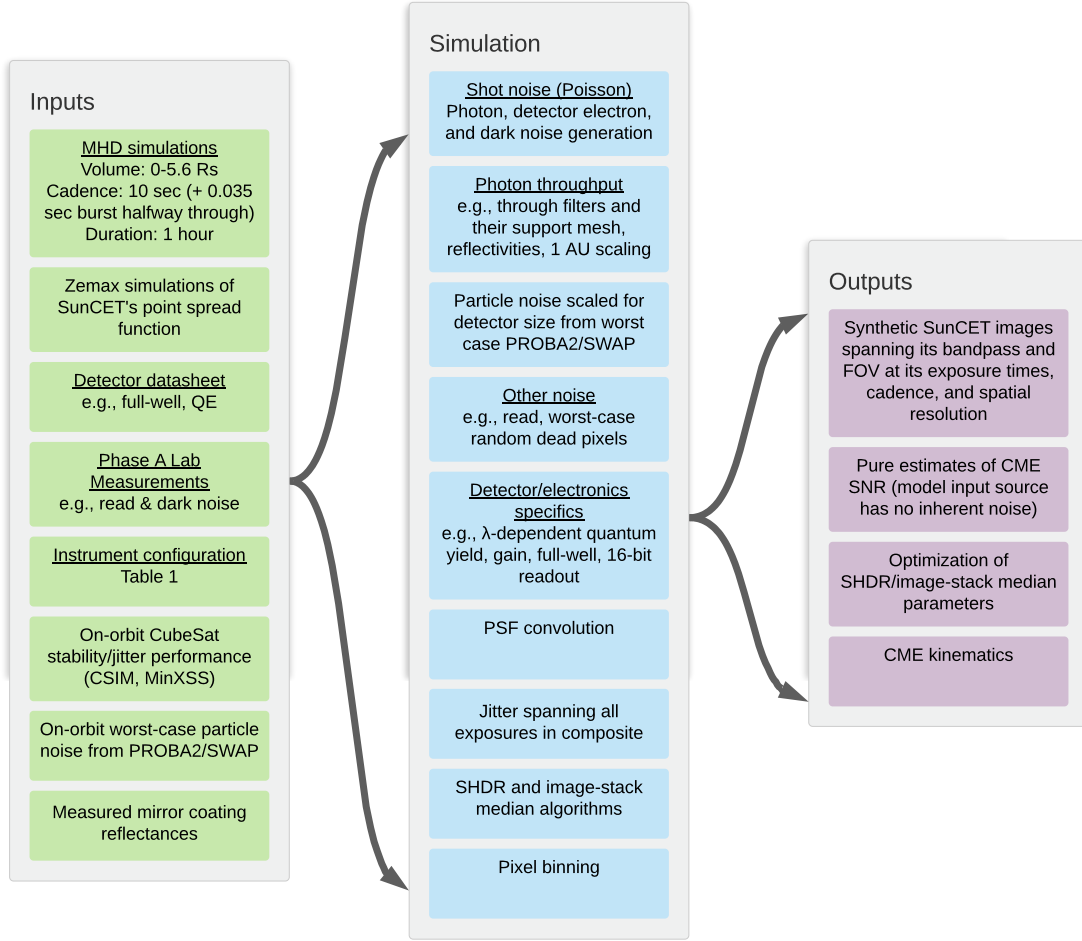 Inputs
MHD simulations
Volume: 0-5.6 Rs
Cadence: 10 sec (+ 0.035
sec burst halfway through)
Duration: 1 hour
Zemax simulations of
SunCET's point spread
function
Detector datasheet
e.g., full-well, QE
Phase A Lab
Measurements
e.g., read & dark noise
Instrument configuration
Table 1
On-orbit CubeSat
stability/jitter performance
(CSIM, MinXSS)
On-orbit worst-case particle
noise from PROBA2/SWAP
Measured mirror coating
reflectances
Simulation
Shot noise (Poisson)
Photon, detector electron,
and dark noise generation
Photon throughput
e.g., through filters and
their support mesh,
reflectivities, 1 AU scaling
Particle noise scaled for
detector size from worst
case PROBA2/SWAP
Other noise
e.g., read, worst-case
random dead pixels
Detector/electronics
specifics
e.g., λ-dependent quantum
yield, gain, full-well, 16-bit
readout
PSF convolution
Jitter spanning all
exposures in composite
SHDR and image-stack
median algorithms
Pixel binning
Outputs
Synthetic SunCET images
spanning its bandpass and
FOV at its exposure times,
cadence, and spatial
resolution
Pure estimates of CME
SNR (model input source
has no inherent noise)
Optimization of
SHDR/image-stack median
parameters
CME kinematics